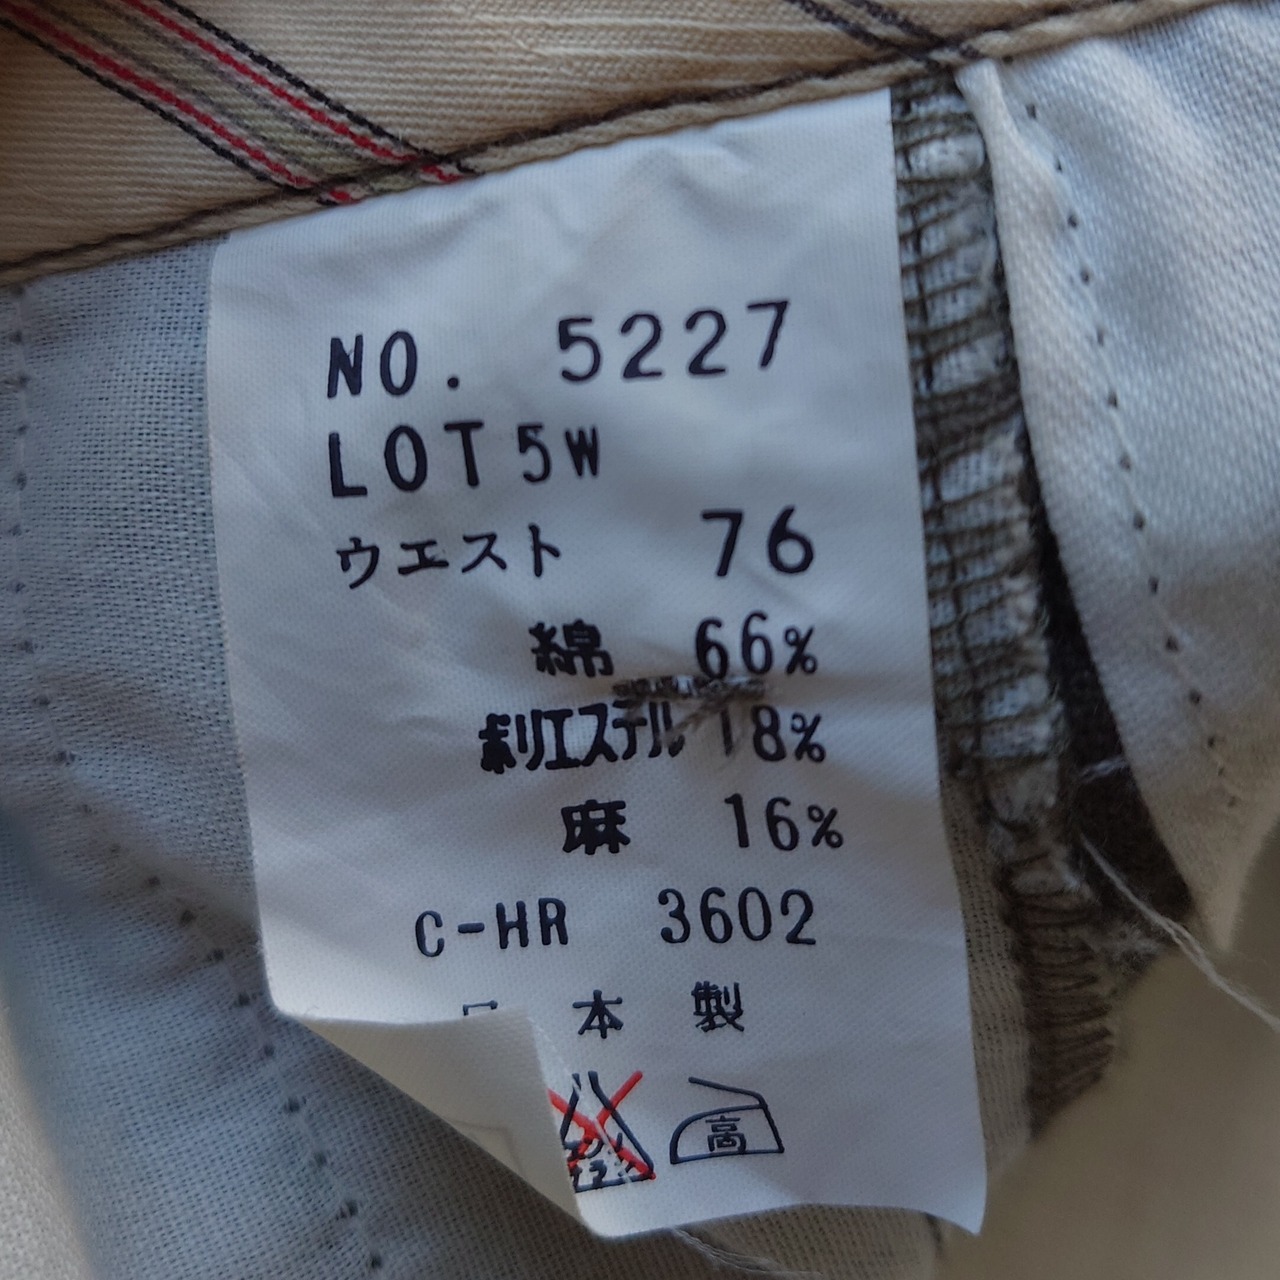 NO. 5227
LOT5W
ウエスト 76
綿 66%
ポリエステル 18%
麻 16%
C-HR 3602
日本製
高